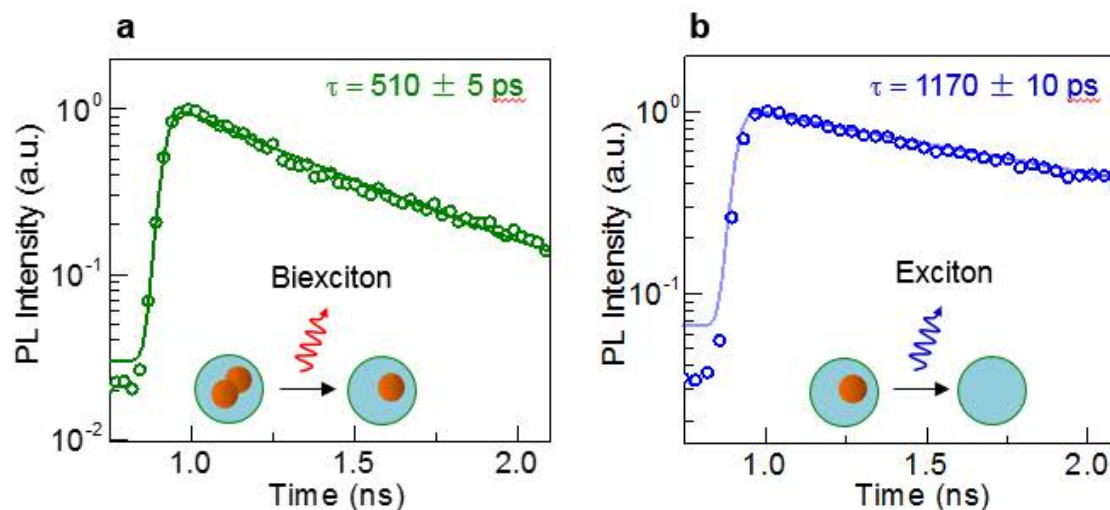 a
τ = 510 ± 5 ps
PL Intensity (a.u.)
10⁰
10⁻¹
10⁻²
Biexciton
1.0
1.5
2.0
Time (ns)
b
τ = 1170 ± 10 ps
PL Intensity (a.u.)
10⁰
10⁻¹
Exciton
1.0
1.5
2.0
Time (ns)